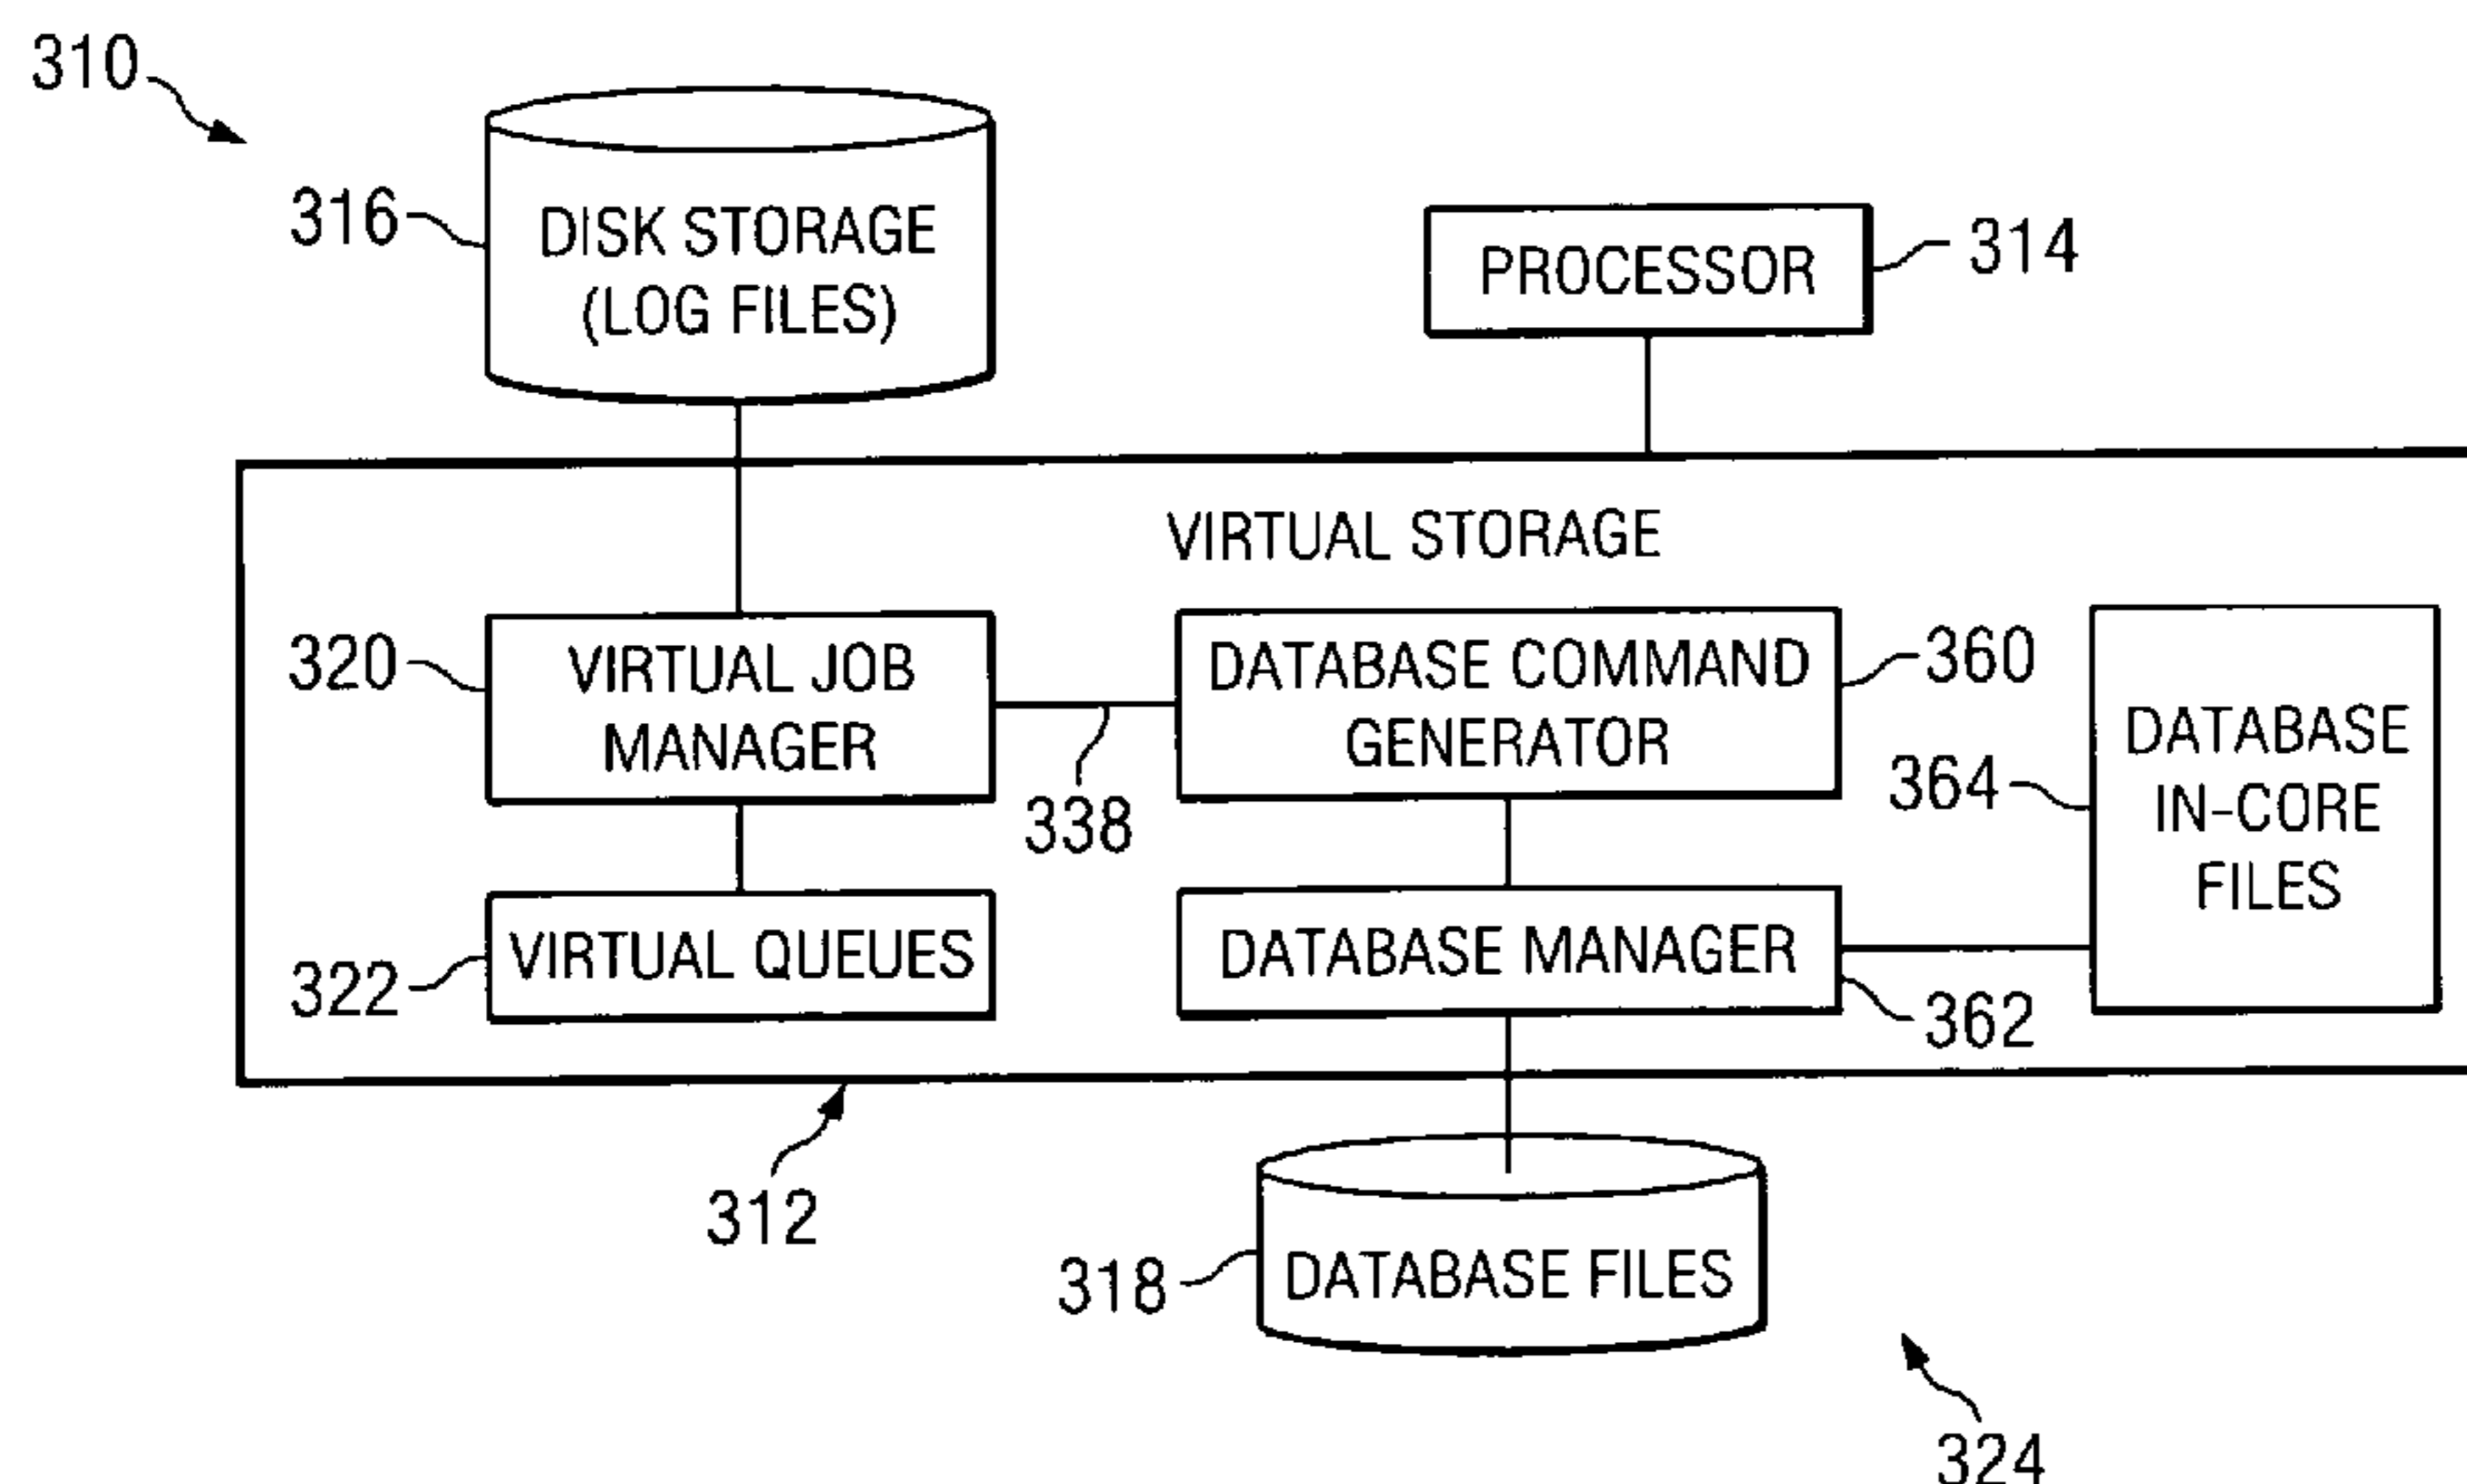 310
316
DISK STORAGE
(LOG FILES)
PROCESSOR
314
VIRTUAL STORAGE
320
VIRTUAL JOB
MANAGER
338
DATABASE COMMAND
GENERATOR
360
364
DATABASE
IN-CORE
FILES
322
VIRTUAL QUEUES
DATABASE MANAGER
362
312
318
DATABASE FILES
324